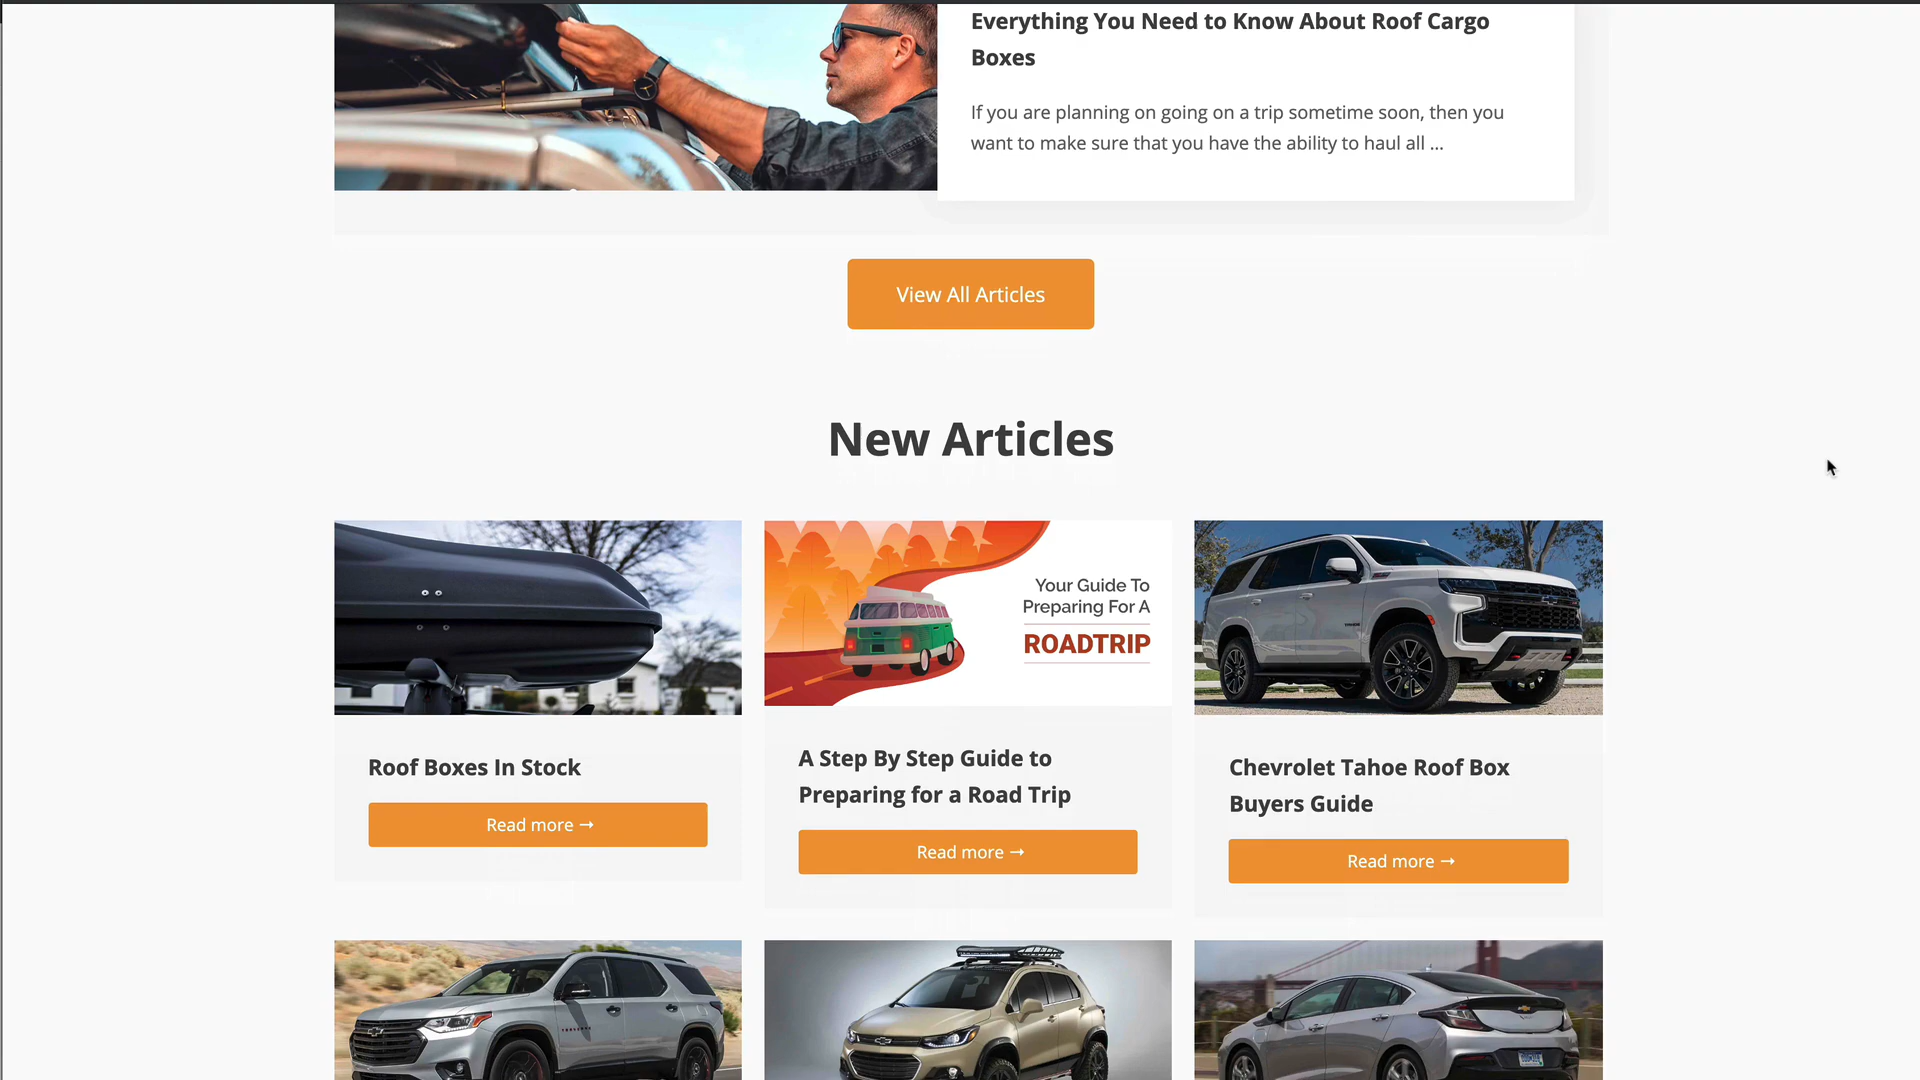 Everything You Need to Know About Roof Cargo
Boxes
If you are planning on going on a trip sometime soon, then you
want to make sure that you have the ability to haul all ...
View All Articles
New Articles
Your Guide To
Preparing For A
ROADTRIP
Roof Boxes In Stock
Read more →
A Step By Step Guide to
Preparing for a Road Trip
Read more →
Chevrolet Tahoe Roof Box
Buyers Guide
Read more →